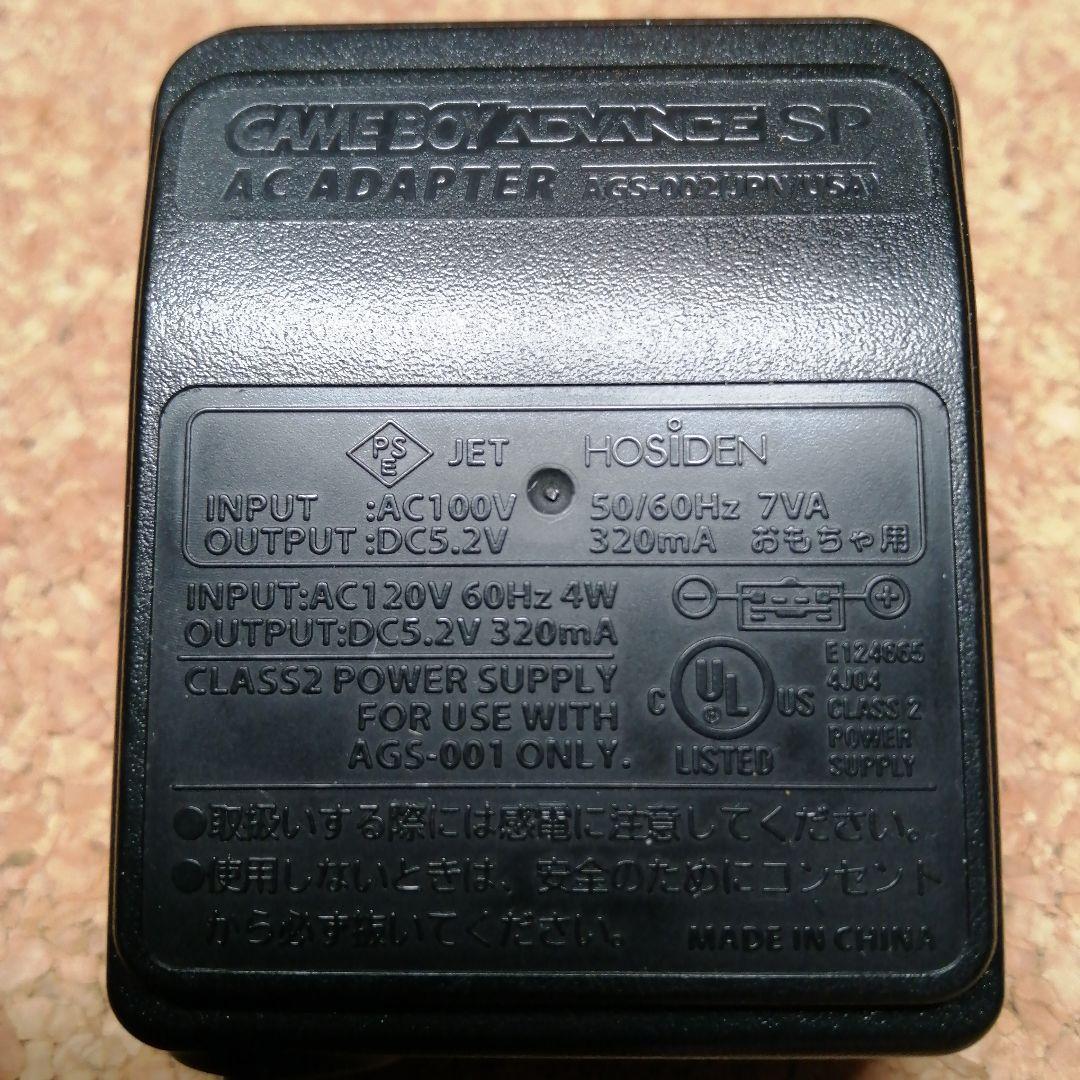 GAME BOY ADVANCE SP
AC ADAPTER AGS-002(JPN/USA)
PSE JET HOSIDEN
INPUT :AC100V 50/60Hz 7VA
OUTPUT :DC5.2V 320mA おもちゃ用
INPUT:AC120V 60Hz 4W
OUTPUT:DC5.2V 320mA
CLASS2 POWER SUPPLY
FOR USE WITH
AGS-001 ONLY.
C UL ® US
LISTED
E124865
4J04
CLASS 2
POWER
SUPPLY
●取扱いする際には感電に注意してください。
●使用しないときは、安全のためにコンセント
から必ず抜いてください。 MADE IN CHINA